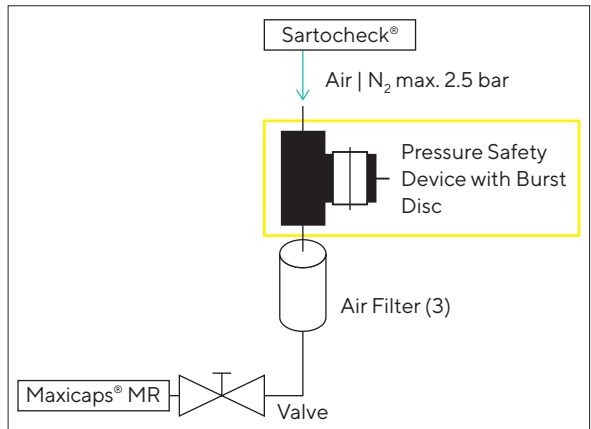 Sartocheck®
Air | N₂ max. 2.5 bar
Pressure Safety
Device with Burst
Disc
Air Filter (3)
Maxicaps® MR
Valve